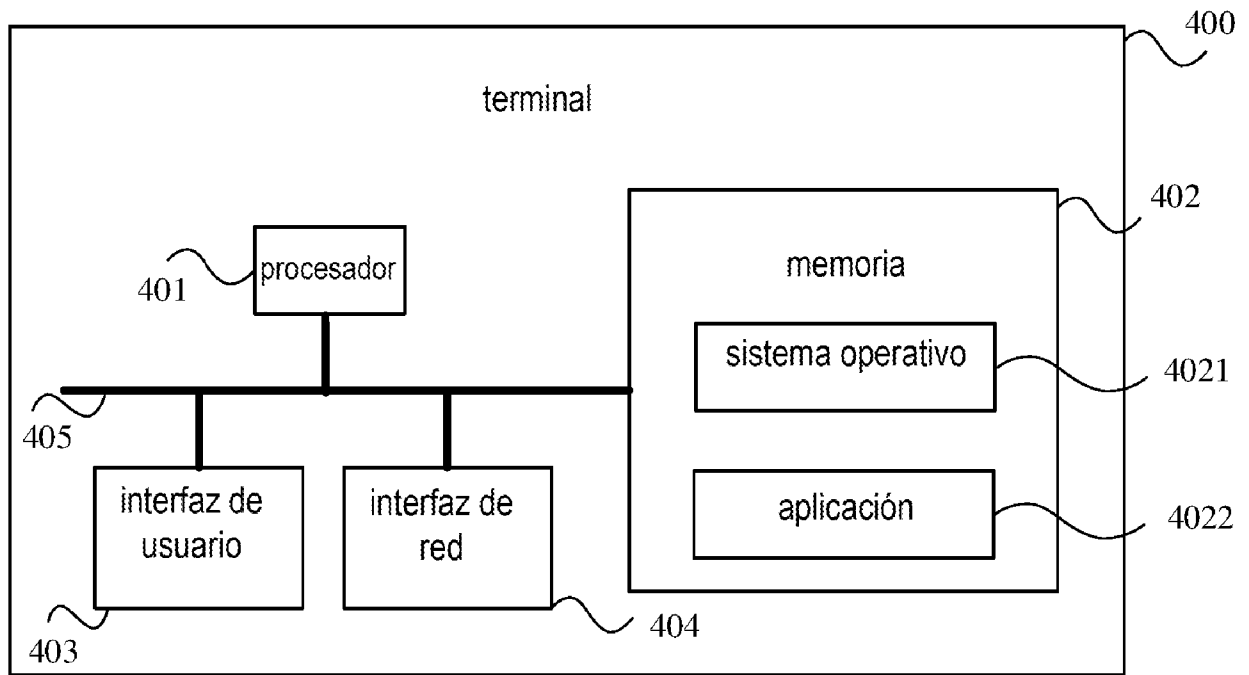 400
terminal
402
memoria
procesador
401
sistema operativo
4021
405
interfaz de
usuario
interfaz de
red
aplicación
4022
403
404